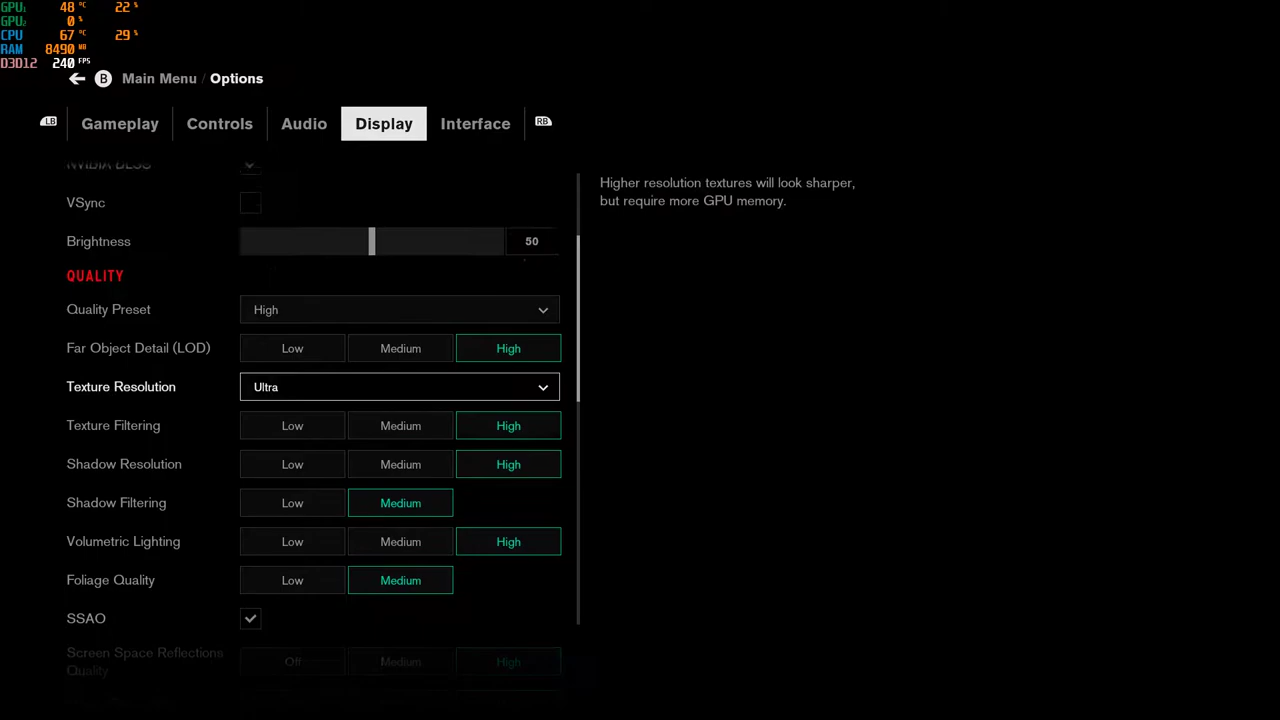 GPU1 48 °C 22 %
GPU2 0 %
CPU 67 °C 29 %
RAM 8490 MB
D3D12 240 FPS
B Main Menu / Options
LB Gameplay Controls Audio Display Interface RB
NVIDIA DLSS
VSync
Brightness 50
QUALITY
Quality Preset High
Far Object Detail (LOD) Low Medium High
Texture Resolution Ultra
Texture Filtering Low Medium High
Shadow Resolution Low Medium High
Shadow Filtering Low Medium
Volumetric Lighting Low Medium High
Foliage Quality Low Medium
SSAO
Screen Space Reflections
Quality Off Medium High
Higher resolution textures will look sharper,
but require more GPU memory.